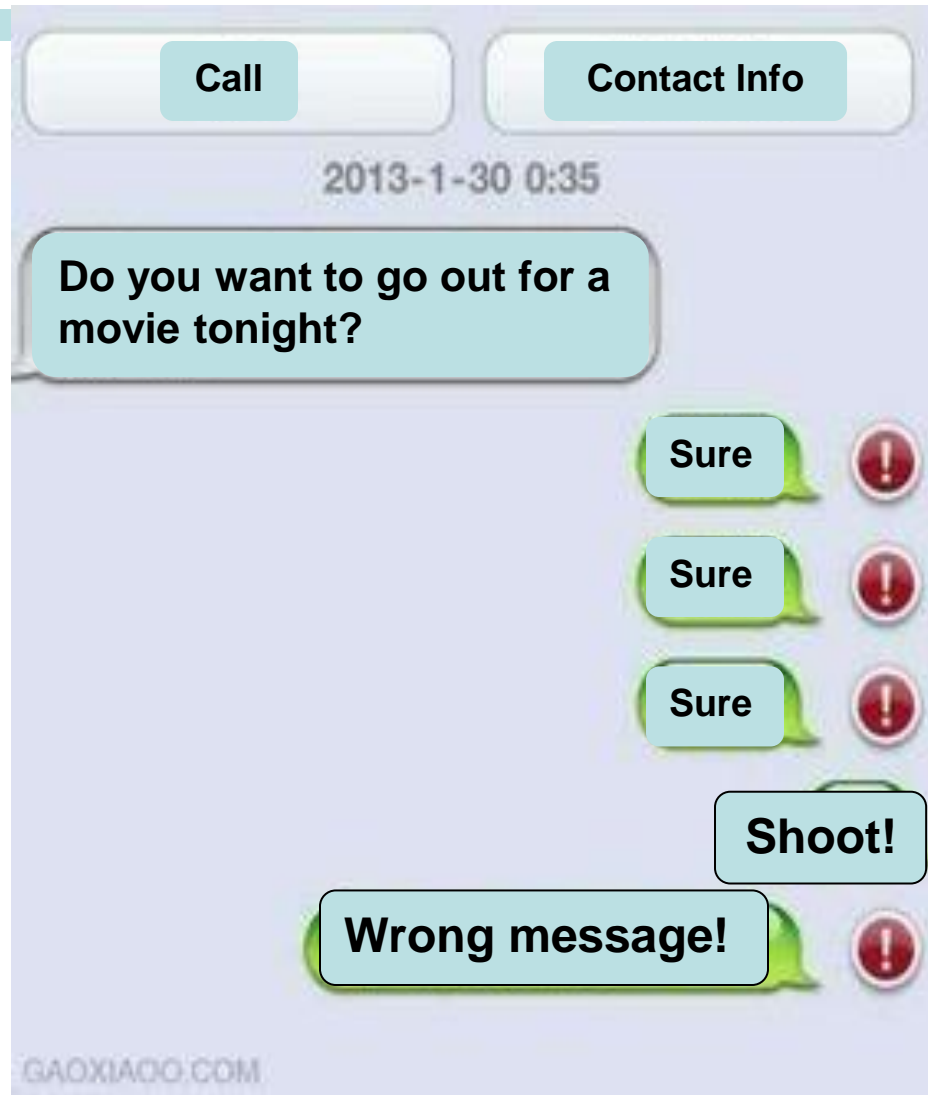 Call
Contact Info
2013-1-30 0:35
Do you want to go out for a
movie tonight?
Sure
Sure
Sure
Shoot!
Wrong message!
GAOXIAOO.COM